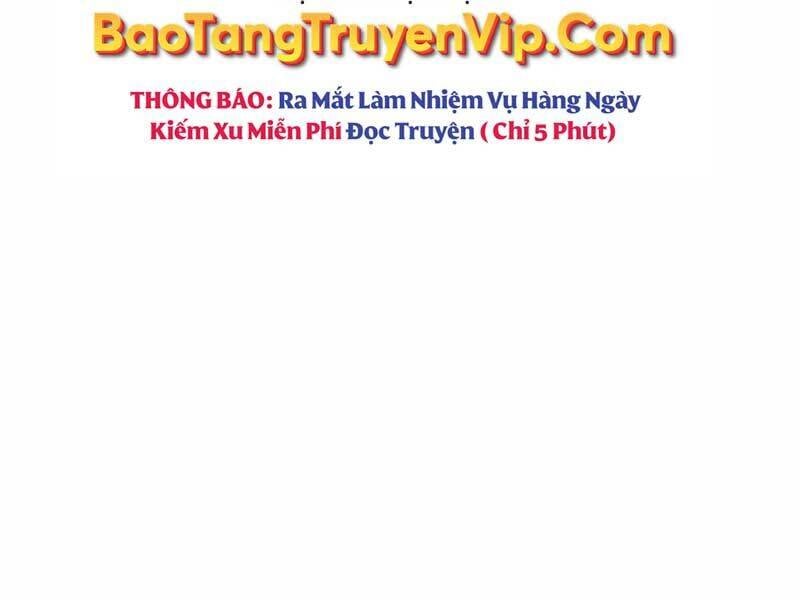 BaoTangTruyenVip.Com
THÔNG BÁO: Ra Mắt Làm Nhiệm Vụ Hàng Ngày
Kiếm Xu Miễn Phí Đọc Truyện ( Chỉ 5 Phút)